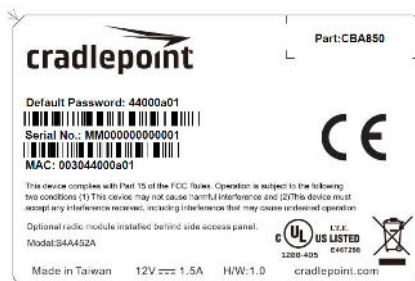 cradlepoint
Part:CBA850
Default Password: 44000a01
Serial No.: MM000000000001
MAC: 003044000a01
CE
This device complies with Part 15 of the FCC Rules. Operation is subject to the following
two conditions (1) This device may not cause harmful interference and (2)This device must
accept any interference received, including interference that may cause undesired operation
Optional radio module installed behind side access panel.
Model:S4A452A
C UL US LISTED
I.T.E.
E467298
12BB-405
Made in Taiwan 12V 1.5A H/W:1.0 cradlepoint.com